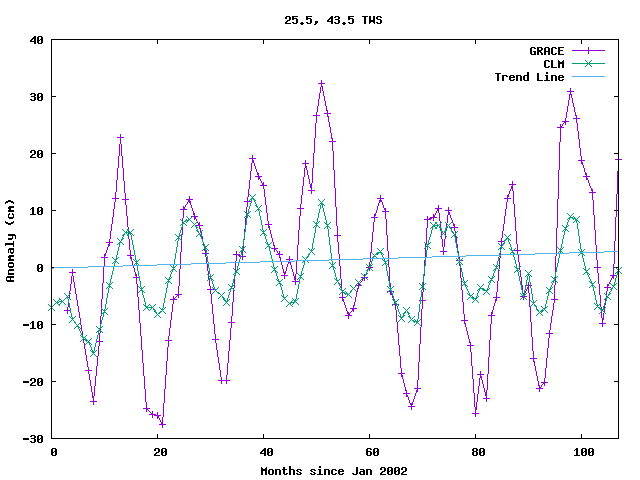 25.5, 43.5 TWS
GRACE
CLM
Trend Line
40
30
20
10
0
-10
-20
-30
Anomaly (cm)
0 20 40 60 80 100
Months since Jan 2002